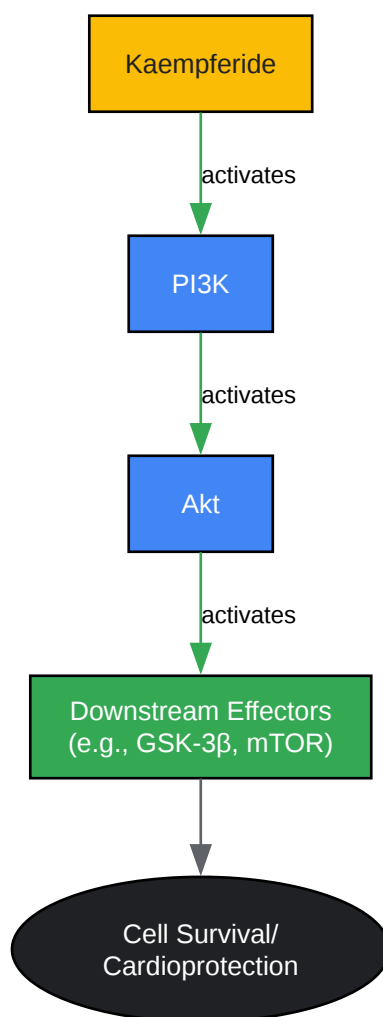 Kaempferide
activates
PI3K
activates
Akt
activates
Downstream Effectors
(e.g., GSK-3β, mTOR)
Cell Survival/
Cardioprotection